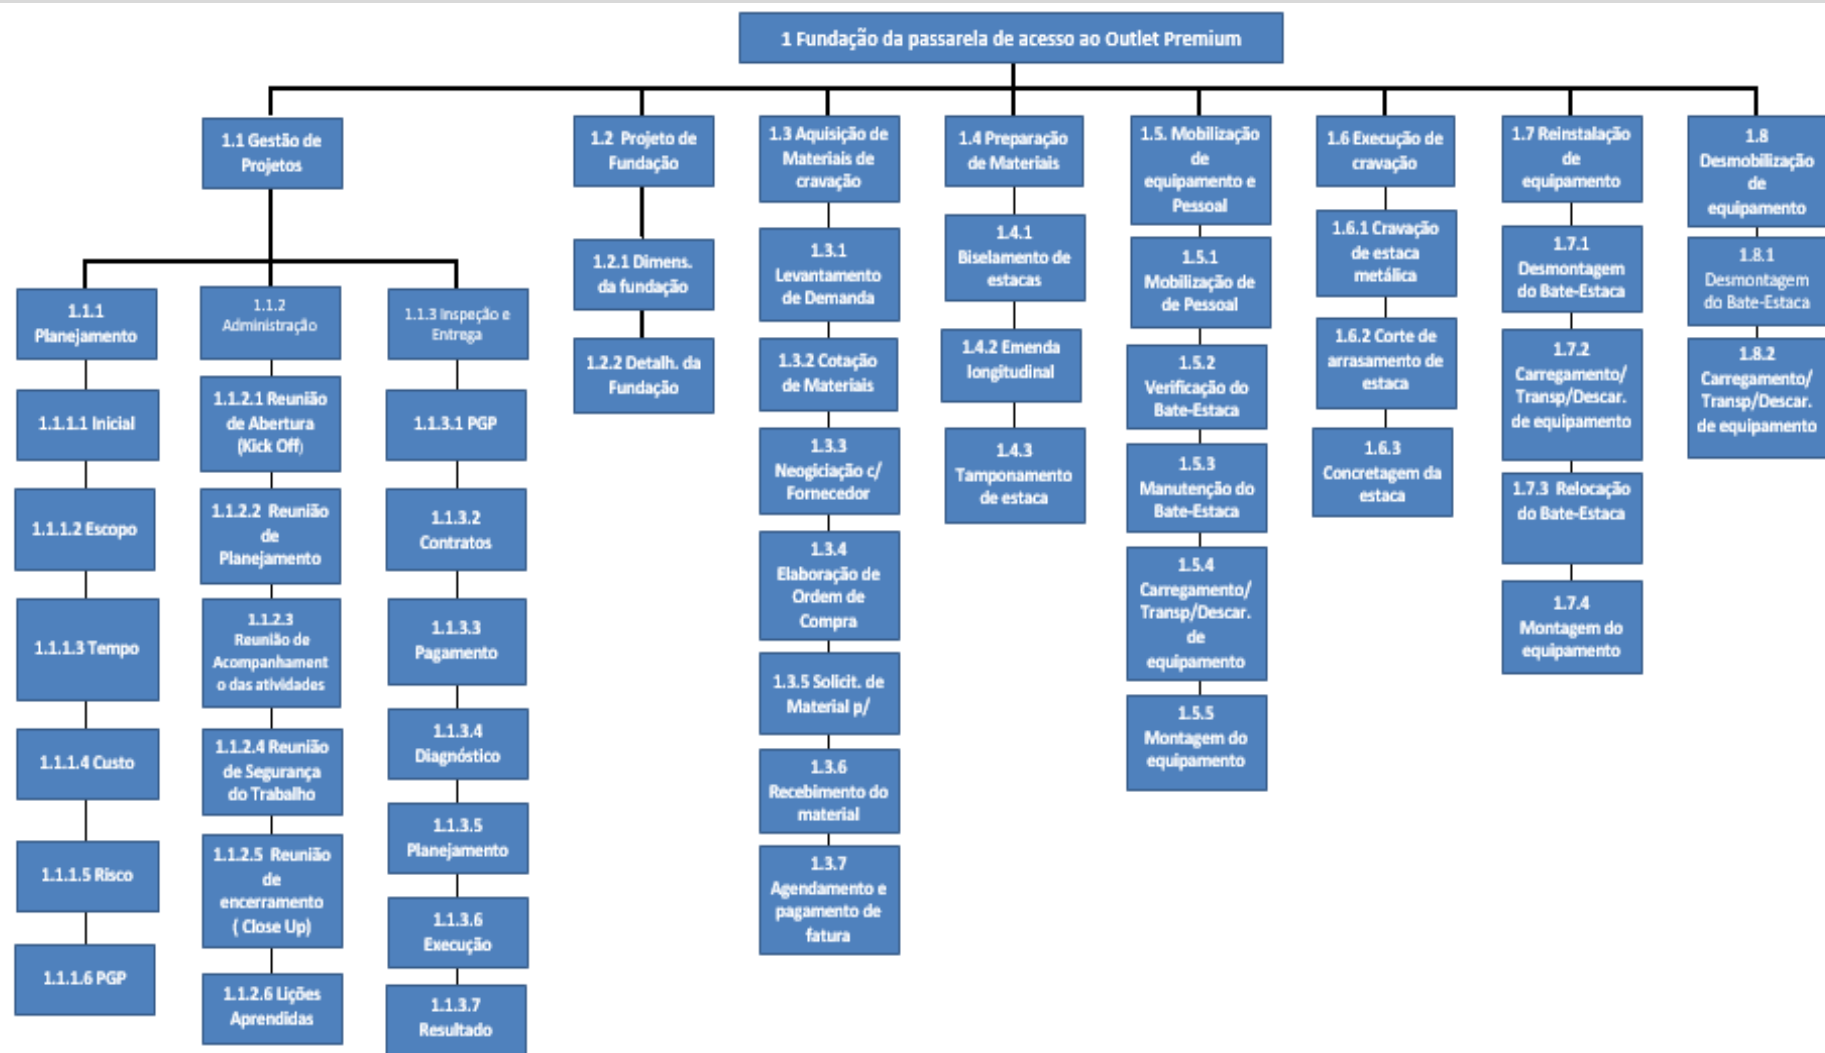 1 Fundação da passarela de acesso ao Outlet Premium
1.1 Gestão de
Projetos
1.1.1
Planejamento
1.1.1.1 Inicial
1.1.1.2 Escopo
1.1.1.3 Tempo
1.1.1.4 Custo
1.1.1.5 Risco
1.1.1.6 PGP
1.1.2
Administração
1.1.2.1 Reunião
de Abertura
(Kick Off)
1.1.2.2 Reunião
de
Planejamento
1.1.2.3
Reunião de
Acompanhament
o das atividades
1.1.2.4 Reunião
de Segurança
do Trabalho
1.1.2.5 Reunião
de
encerramento
( Close Up)
1.1.2.6 Lições
Aprendidas
1.1.3 Inspeção e
Entrega
1.1.3.1 PGP
1.1.3.2
Contratos
1.1.3.3
Pagamento
1.1.3.4
Diagnóstico
1.1.3.5
Planejamento
1.1.3.6
Execução
1.1.3.7
Resultado
1.2 Projeto de
Fundação
1.2.1 Dimens.
da fundação
1.2.2 Detalh. da
Fundação
1.3 Aquisição de
Materiais de
cravação
1.3.1
Levantamento
de Demanda
1.3.2 Cotação
de Materiais
1.3.3
Neogiciação c/
Fornecedor
1.3.4
Elaboração de
Ordem de
Compra
1.3.5 Solicit. de
Material p/
1.3.6
Recebimento do
material
1.3.7
Agendamento e
pagamento de
fatura
1.4 Preparação
de Materiais
1.4.1
Biselamento de
estacas
1.4.2 Emenda
longitudinal
1.4.3
Tamponamento
de estaca
1.5. Mobilização
de
equipamento e
Pessoal
1.5.1
Mobilização de
de Pessoal
1.5.2
Verificação do
Bate-Estaca
1.5.3
Manutenção do
Bate-Estaca
1.5.4
Carregamento/
Transp/Descar.
de
equipamento
1.5.5
Montagem do
equipamento
1.6 Execução de
cravação
1.6.1 Cravação
de estaca
metálica
1.6.2 Corte de
arrasamento de
estaca
1.6.3
Concretagem da
estaca
1.7 Reinstalação
de
equipamento
1.7.1
Desmontagem
do Bate-Estaca
1.7.2
Carregamento/
Transp/Descar.
de equipamento
1.7.3 Relocação
do Bate-Estaca
1.7.4
Montagem do
equipamento
1.8
Desmobilização
de
equipamento
1.8.1
Desmontagem
do Bate-Estaca
1.8.2
Carregamento/
Transp/Descar.
de equipamento